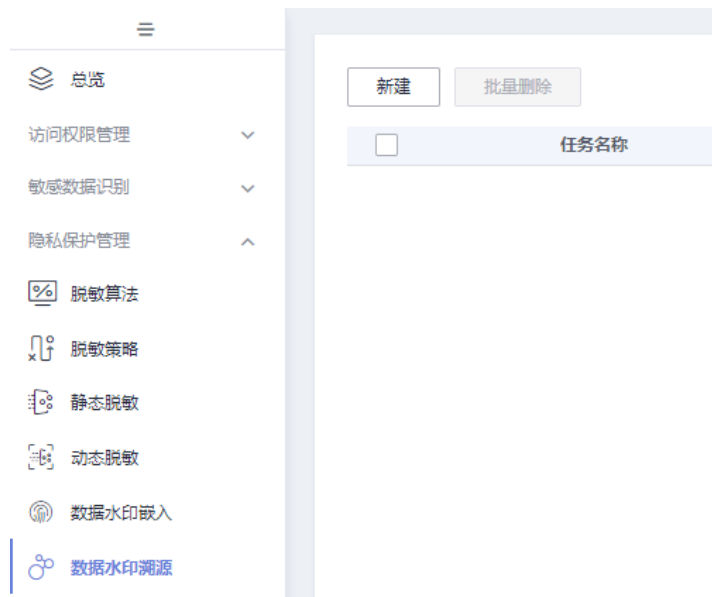 总览
访问权限管理
敏感数据识别
隐私保护管理
脱敏算法
脱敏策略
静态脱敏
动态脱敏
数据水印嵌入
数据水印溯源
新建 批量删除
任务名称